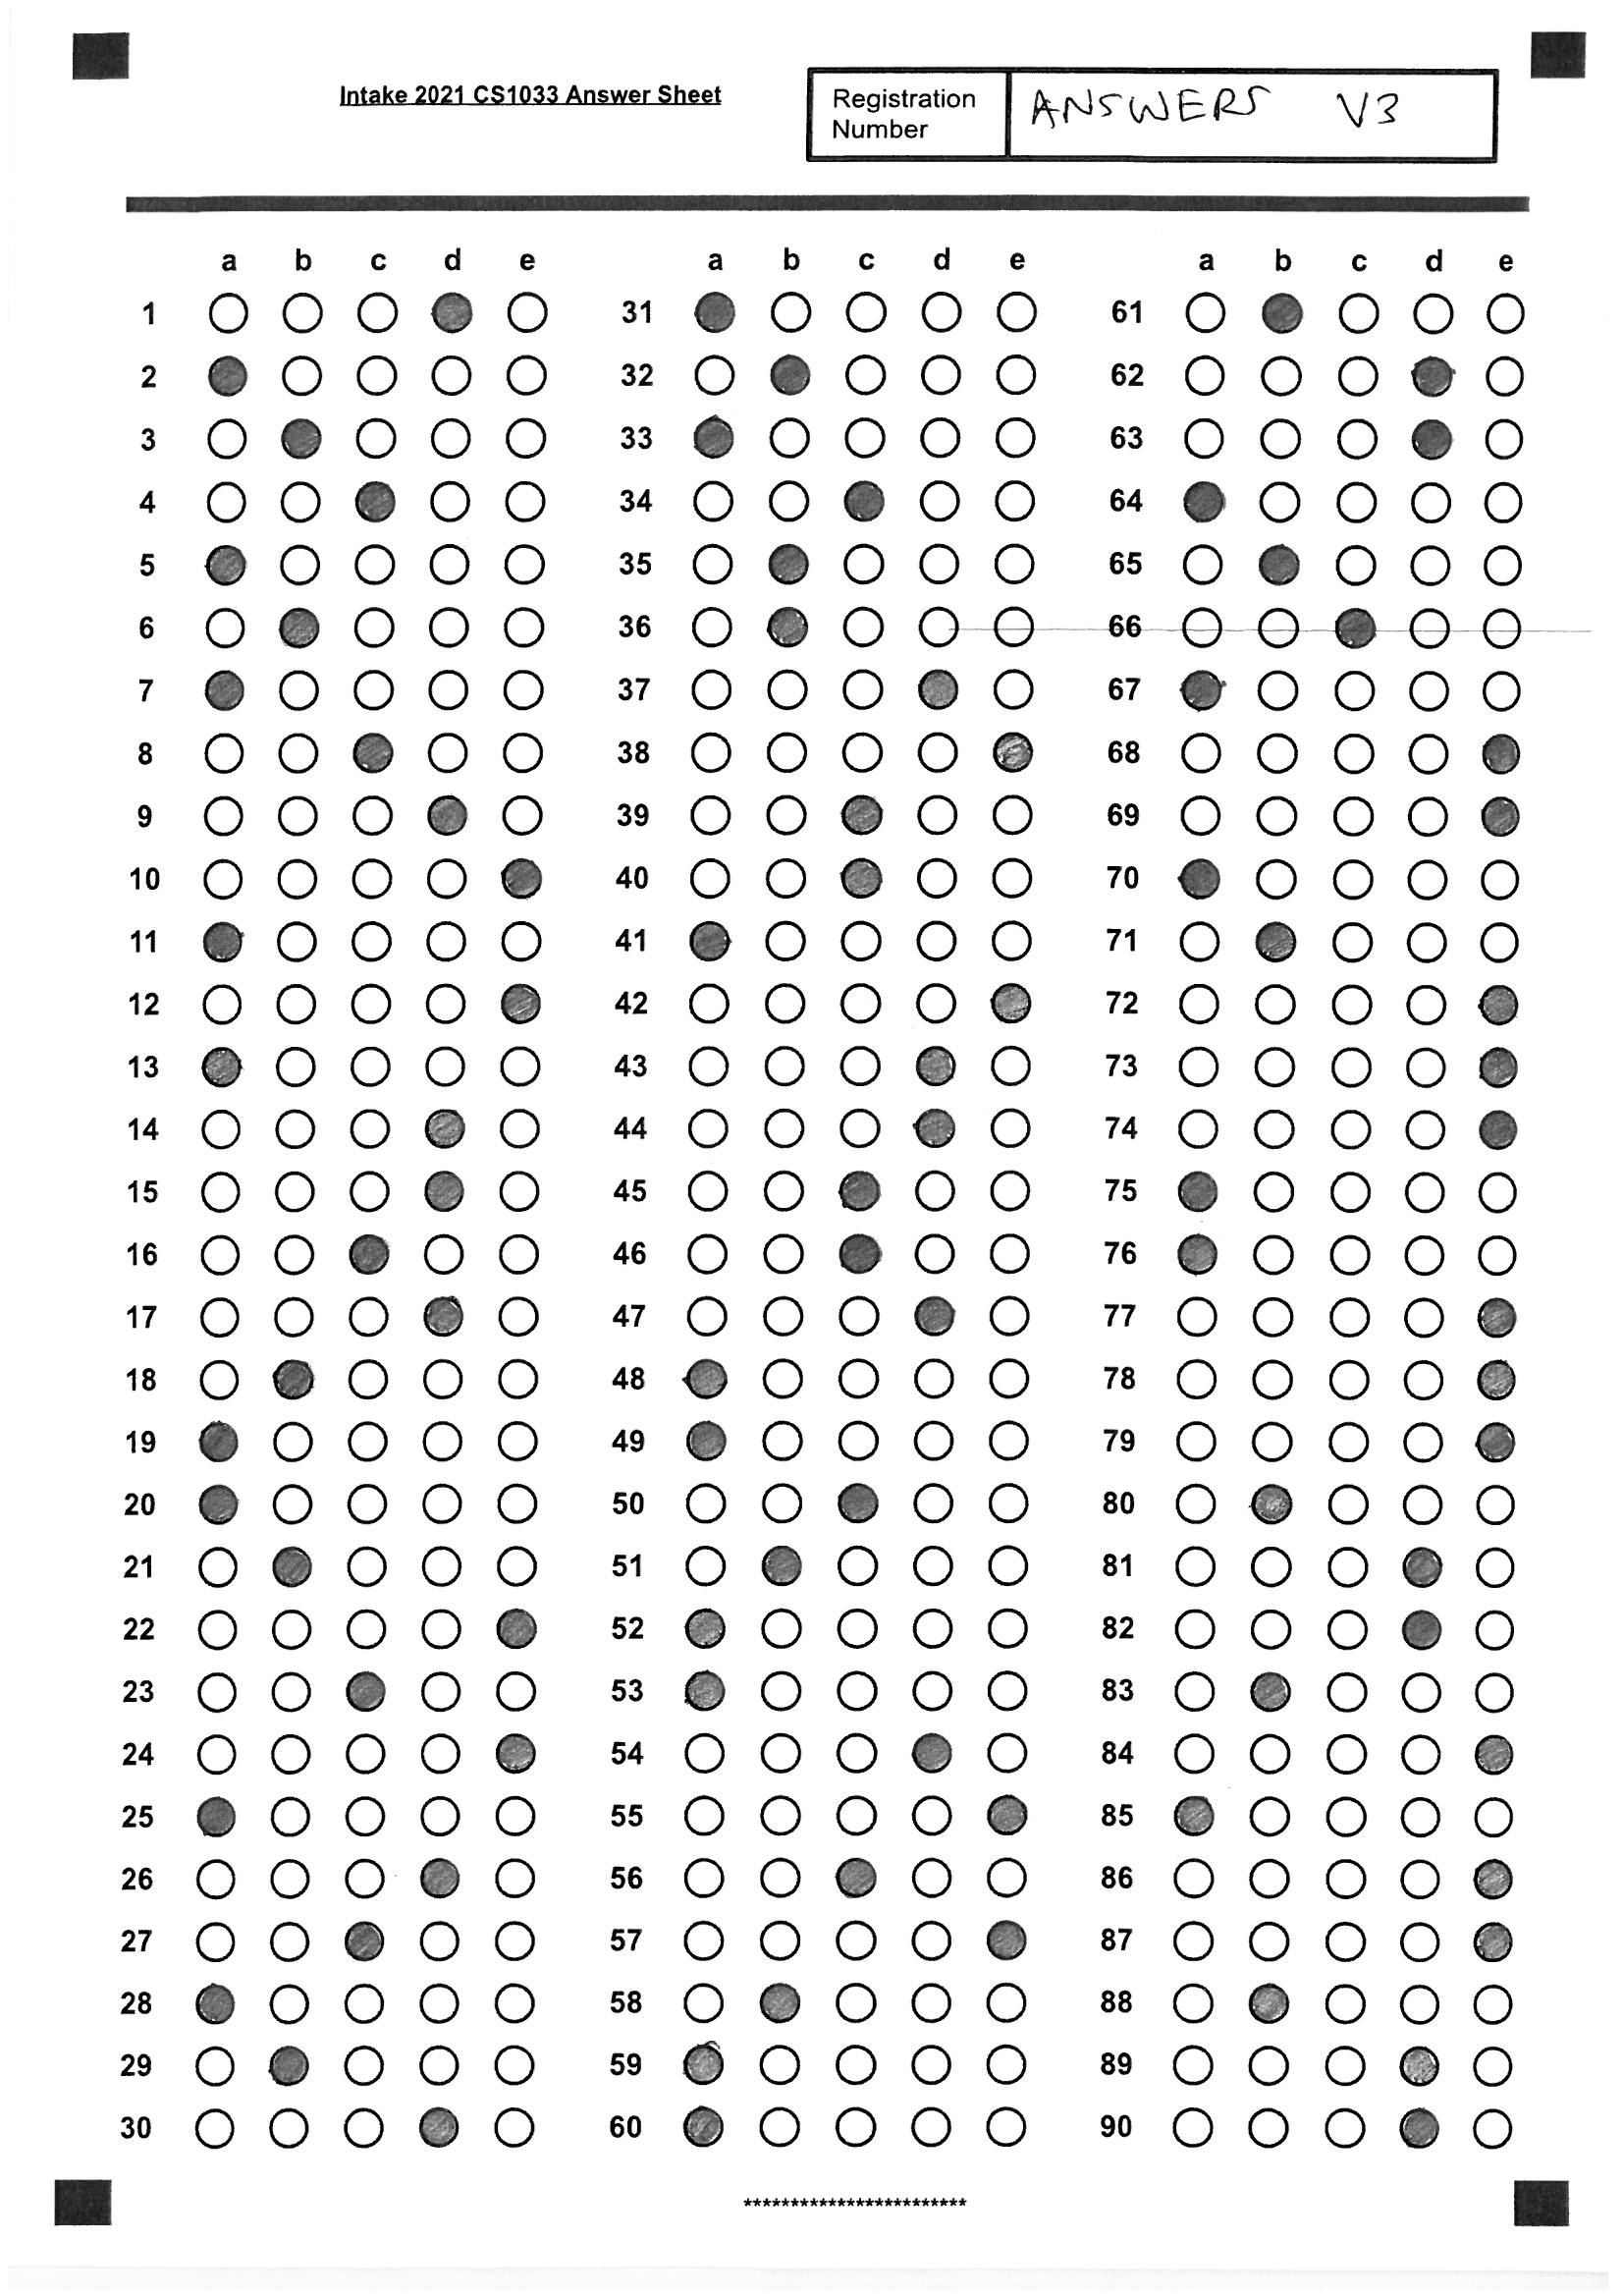 Intake 2021 CS1033 Answer Sheet
Registration Number
ANSWERS V3
a b c d e a b c d e a b c d e
1 31 61
2 32 62
3 33 63
4 34 64
5 35 65
6 36 66
7 37 67
8 38 68
9 39 69
10 40 70
11 41 71
12 42 72
13 43 73
14 44 74
15 45 75
16 46 76
17 47 77
18 48 78
19 49 79
20 50 80
21 51 81
22 52 82
23 53 83
24 54 84
25 55 85
26 56 86
27 57 87
28 58 88
29 59 89
30 60 90
************************